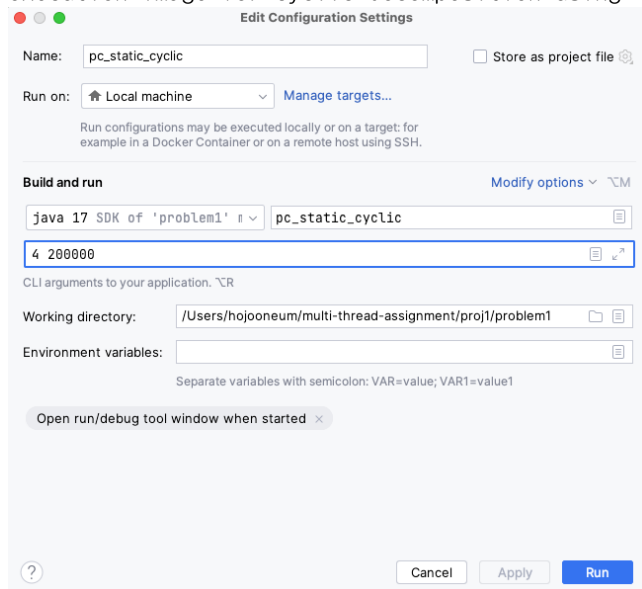 Edit Configuration Settings
Name: pc_static_cyclic Store as project file
Run on: Local machine Manage targets...
Run configurations may be executed locally or on a target: for
example in a Docker Container or on a remote host using SSH.
Build and run Modify options ⌥M
java 17 SDK of 'problem1' pc_static_cyclic
4 200000
CLI arguments to your application. ⌥R
Working directory: /Users/hojooneum/multi-thread-assignment/proj1/problem1
Environment variables:
Separate variables with semicolon: VAR=value; VAR1=value1
Open run/debug tool window when started ×
? Cancel Apply Run